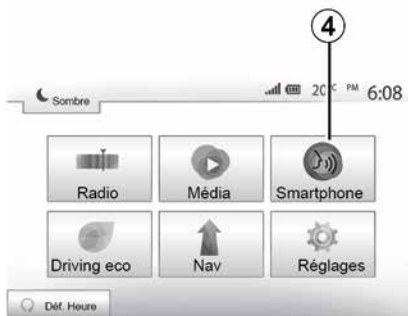 4
Sombre 20°C PM 6:08
Radio Média Smartphone
Driving eco Nav Réglages
Déf. Heure